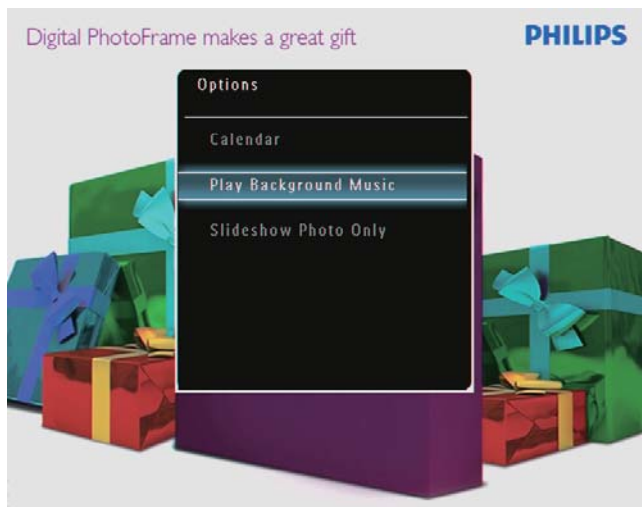 Digital PhotoFrame makes a great gift
PHILIPS
Options
Calendar
Play Background Music
Slideshow Photo Only